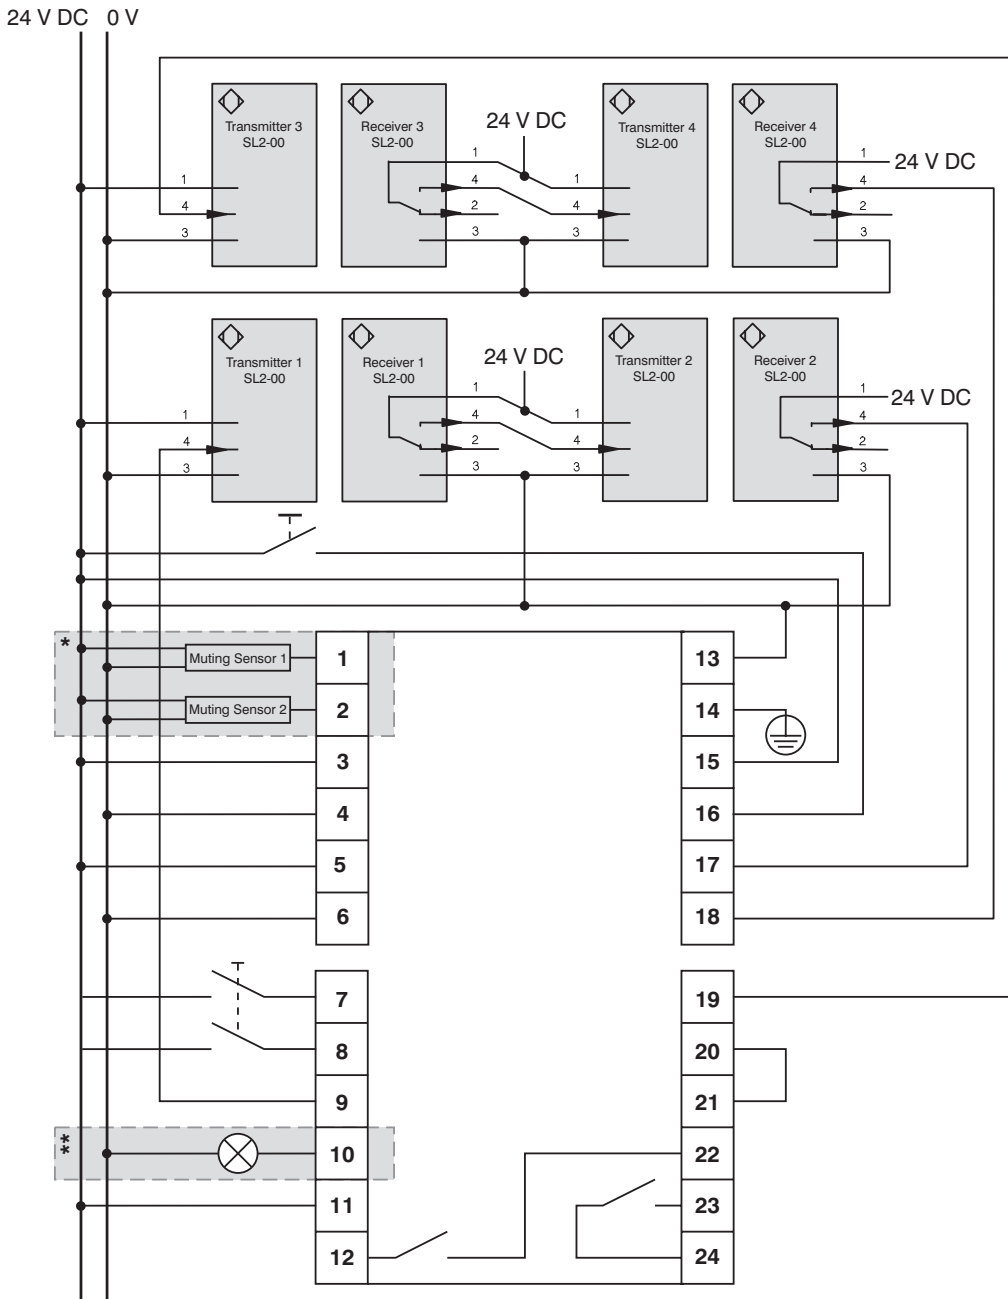 24 V DC 0 V
Transmitter 3
SL2-00
1
4
3
Receiver 3
SL2-00
1
4
2
3
24 V DC
Transmitter 4
SL2-00
1
4
3
Receiver 4
SL2-00
1
4
2
3
24 V DC
Transmitter 1
SL2-00
1
4
3
Receiver 1
SL2-00
1
4
2
3
24 V DC
Transmitter 2
SL2-00
1
4
3
Receiver 2
SL2-00
1
4
2
3
24 V DC
*
Muting Sensor 1
Muting Sensor 2
1
2
3
4
5
6
7
8
9
**
10
11
12
13
14
15
16
17
18
19
20
21
22
23
24